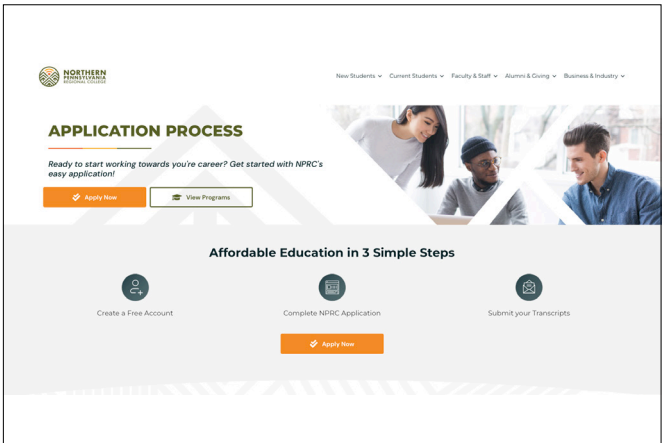 NORTHERN
PENNSYLVANIA
REGIONAL COLLEGE
New Students Current Students Faculty & Staff Alumni & Giving Business & Industry
APPLICATION PROCESS
Ready to start working towards you're career? Get started with NPRC's
easy application!
Apply Now View Programs
Affordable Education in 3 Simple Steps
Create a Free Account Complete NPRC Application Submit your Transcripts
Apply Now